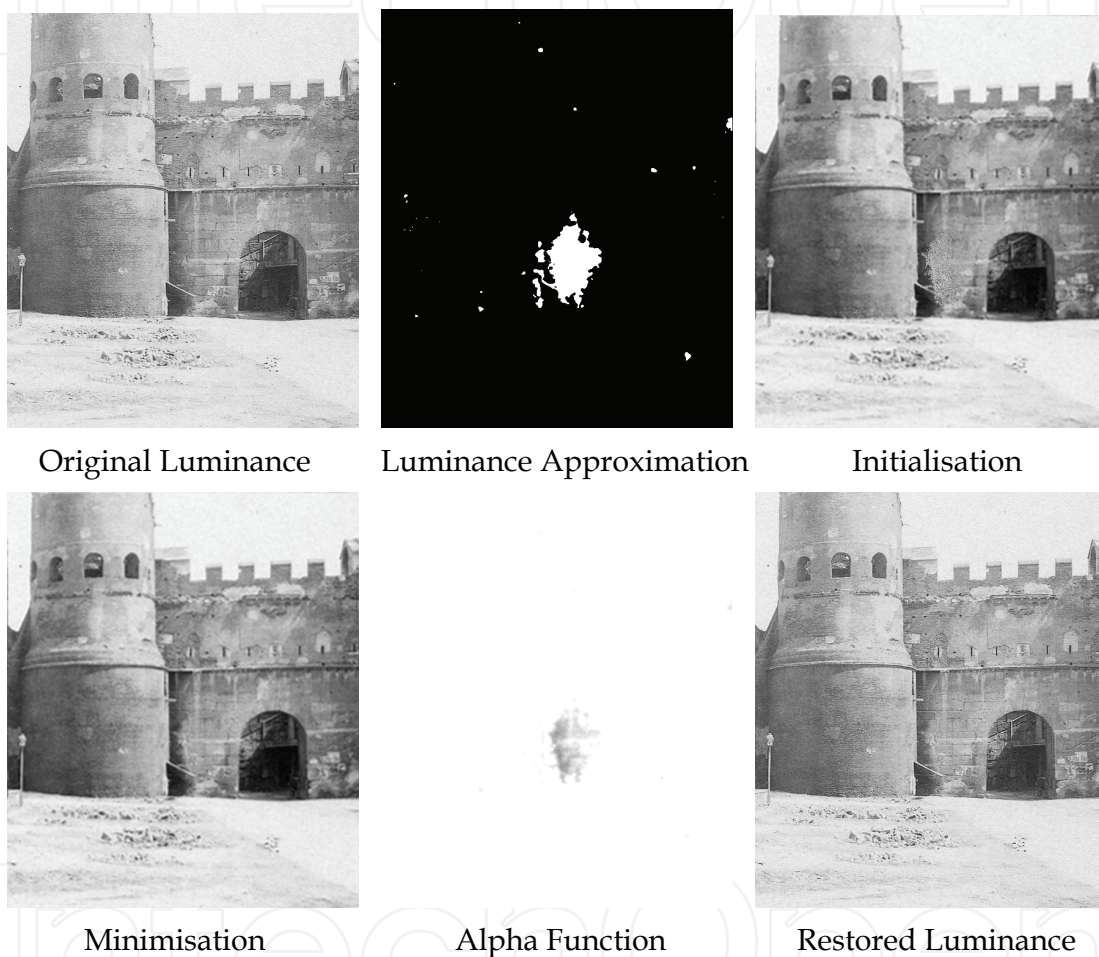 Original Luminance
Luminance Approximation
Initialisation
Minimisation
Alpha Function
Restored Luminance